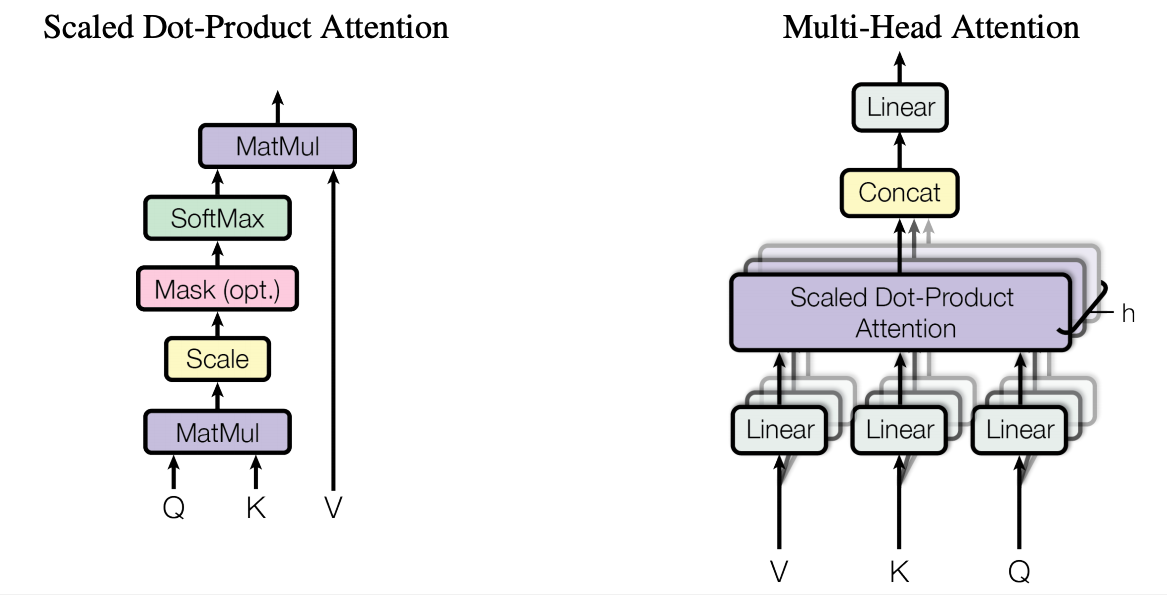 Scaled Dot-Product Attention
MatMul
SoftMax
Mask (opt.)
Scale
MatMul
Q K V
Multi-Head Attention
Linear
Concat
Scaled Dot-Product
Attention
h
Linear Linear Linear
V K Q